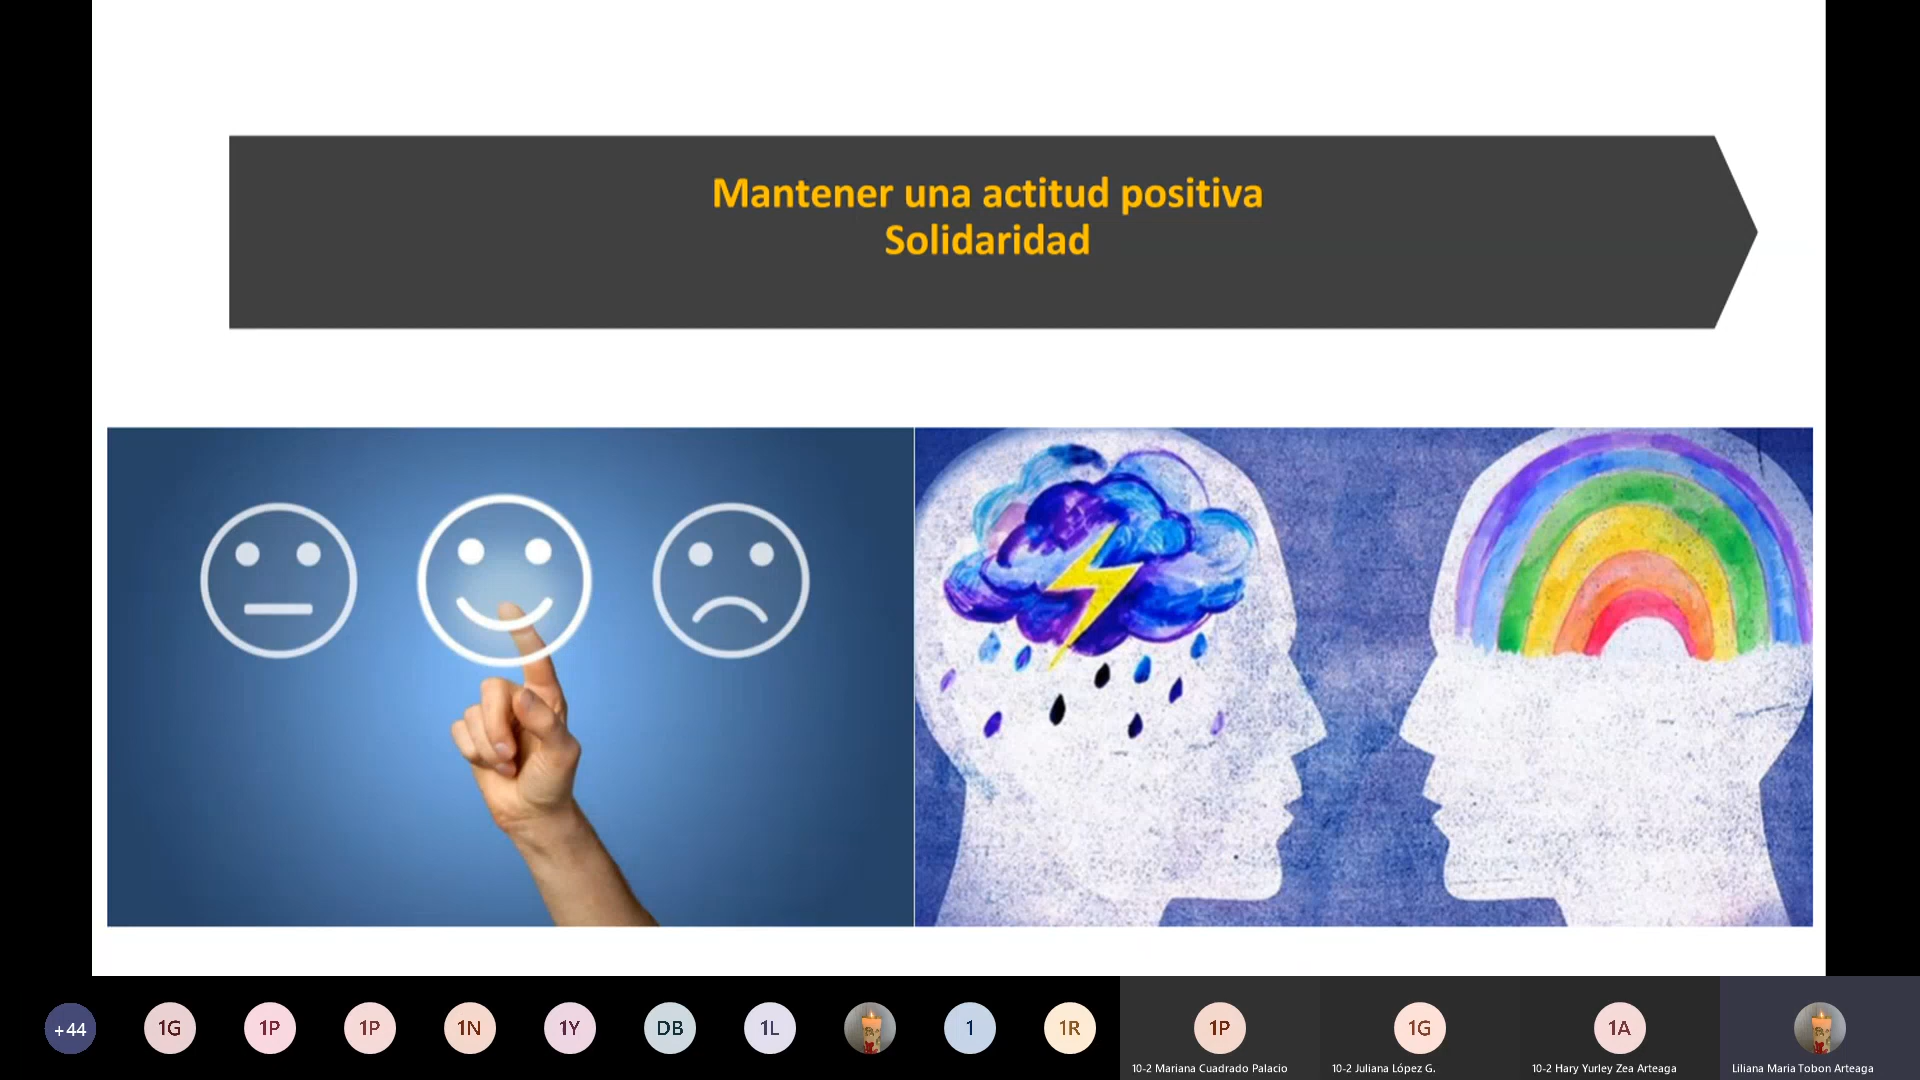 Mantener una actitud positiva
Solidaridad
+44
1G
1P
1P
1N
1Y
DB
1L
1
1R
1P
1G
1A
10-2 Mariana Cuadrado Palacio
10-2 Juliana López G.
10-2 Hary Yurley Zea Arteaga
Liliana Maria Tobon Arteaga